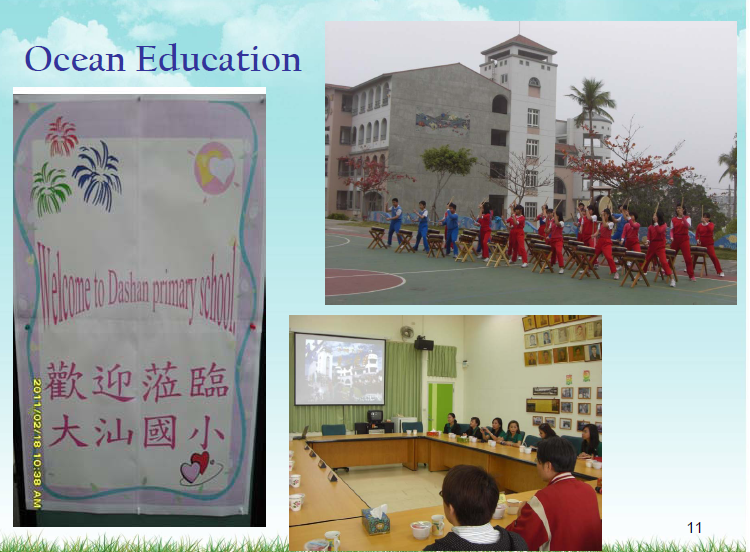 Ocean Education
Welcome to Dashan primary school,
歡迎蒞臨
大汕國小
2011/02/18 10:38 AM
11